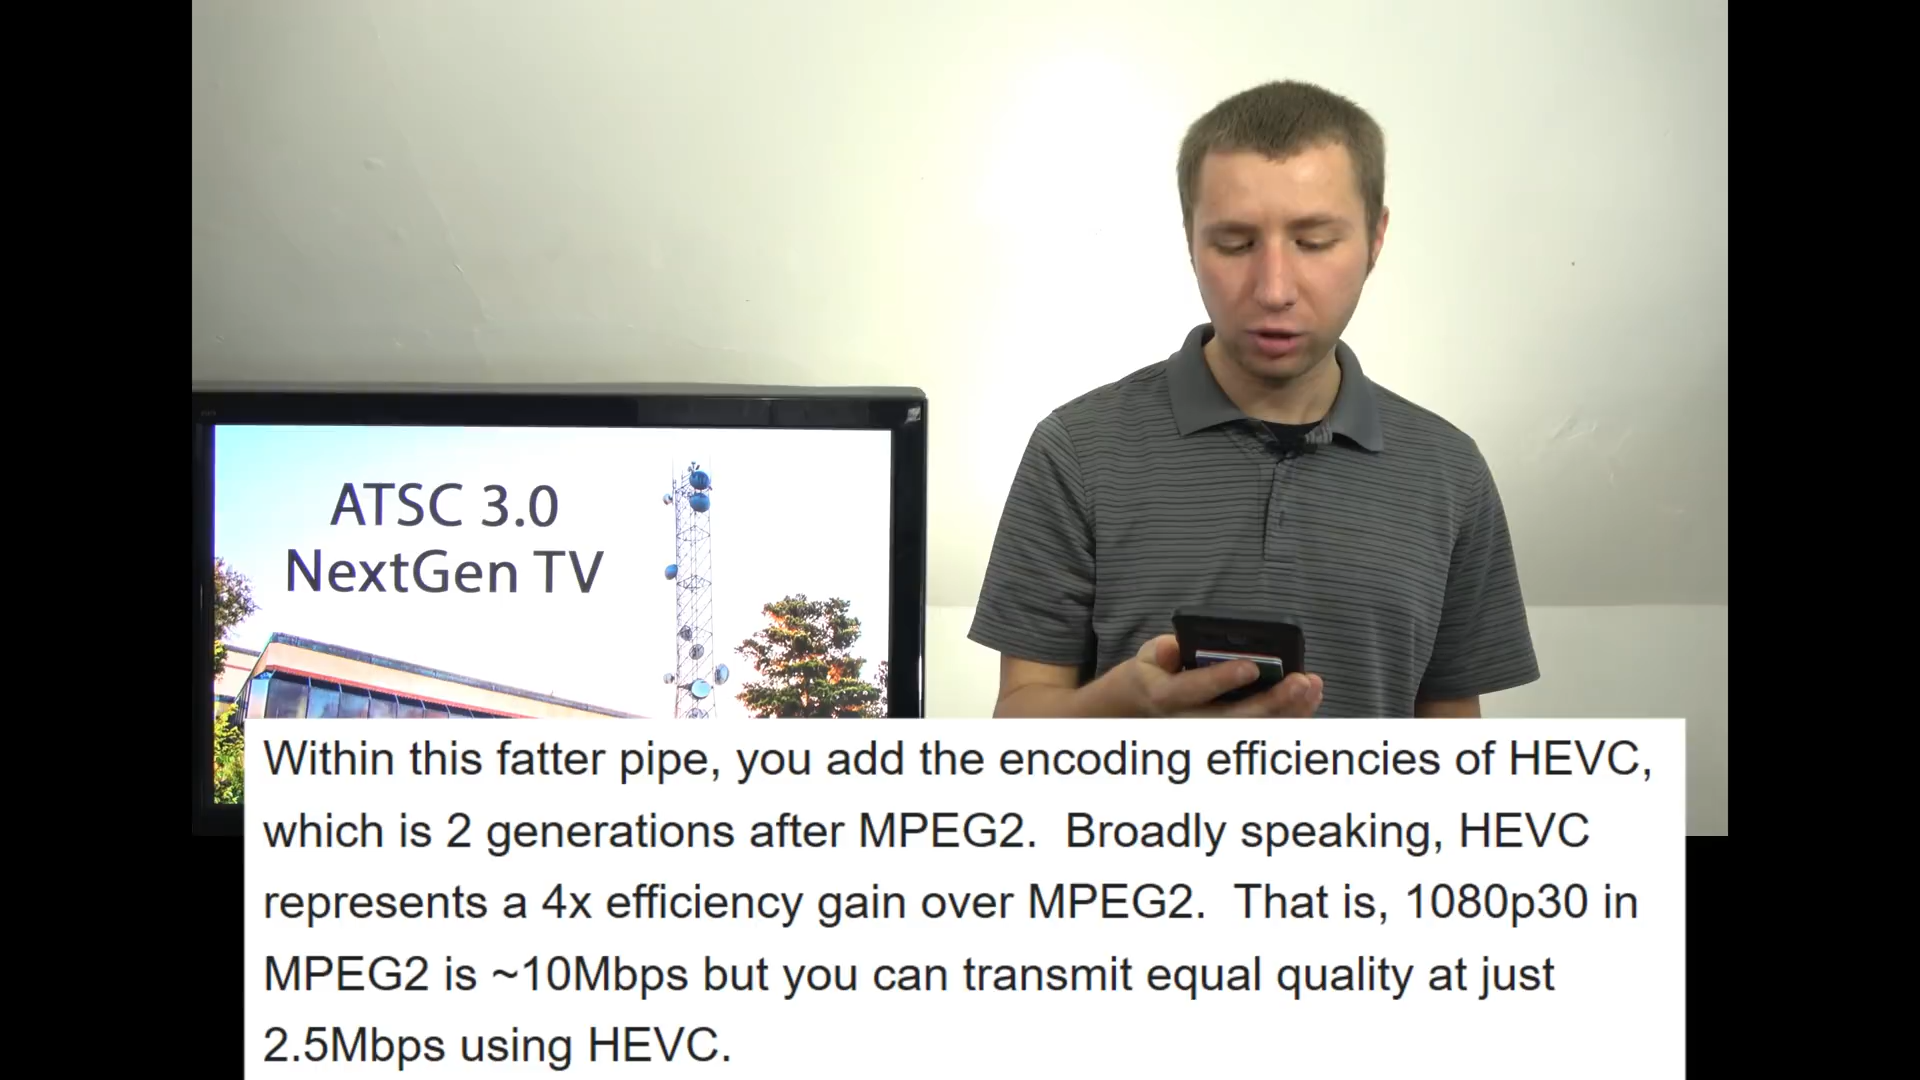 ATSC 3.0
NextGen TV
Within this fatter pipe, you add the encoding efficiencies of HEVC,
which is 2 generations after MPEG2.  Broadly speaking, HEVC
represents a 4x efficiency gain over MPEG2.  That is, 1080p30 in
MPEG2 is ~10Mbps but you can transmit equal quality at just
2.5Mbps using HEVC.